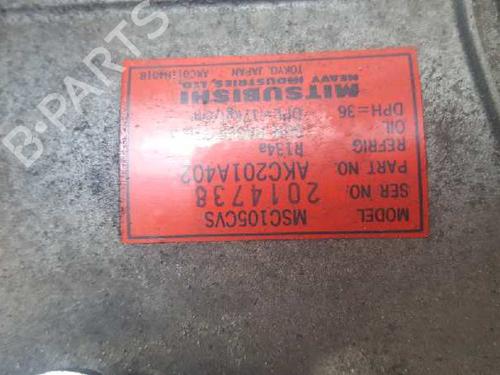 MODEL MSC105CVS
SER NO. 2014738
PART NO. AKC201A402
REFRIG R134a
OIL
DPH=36
MITSUBISHI
HEAVY INDUSTRIES, LTD.
TOKYO, JAPAN
B-PARTS